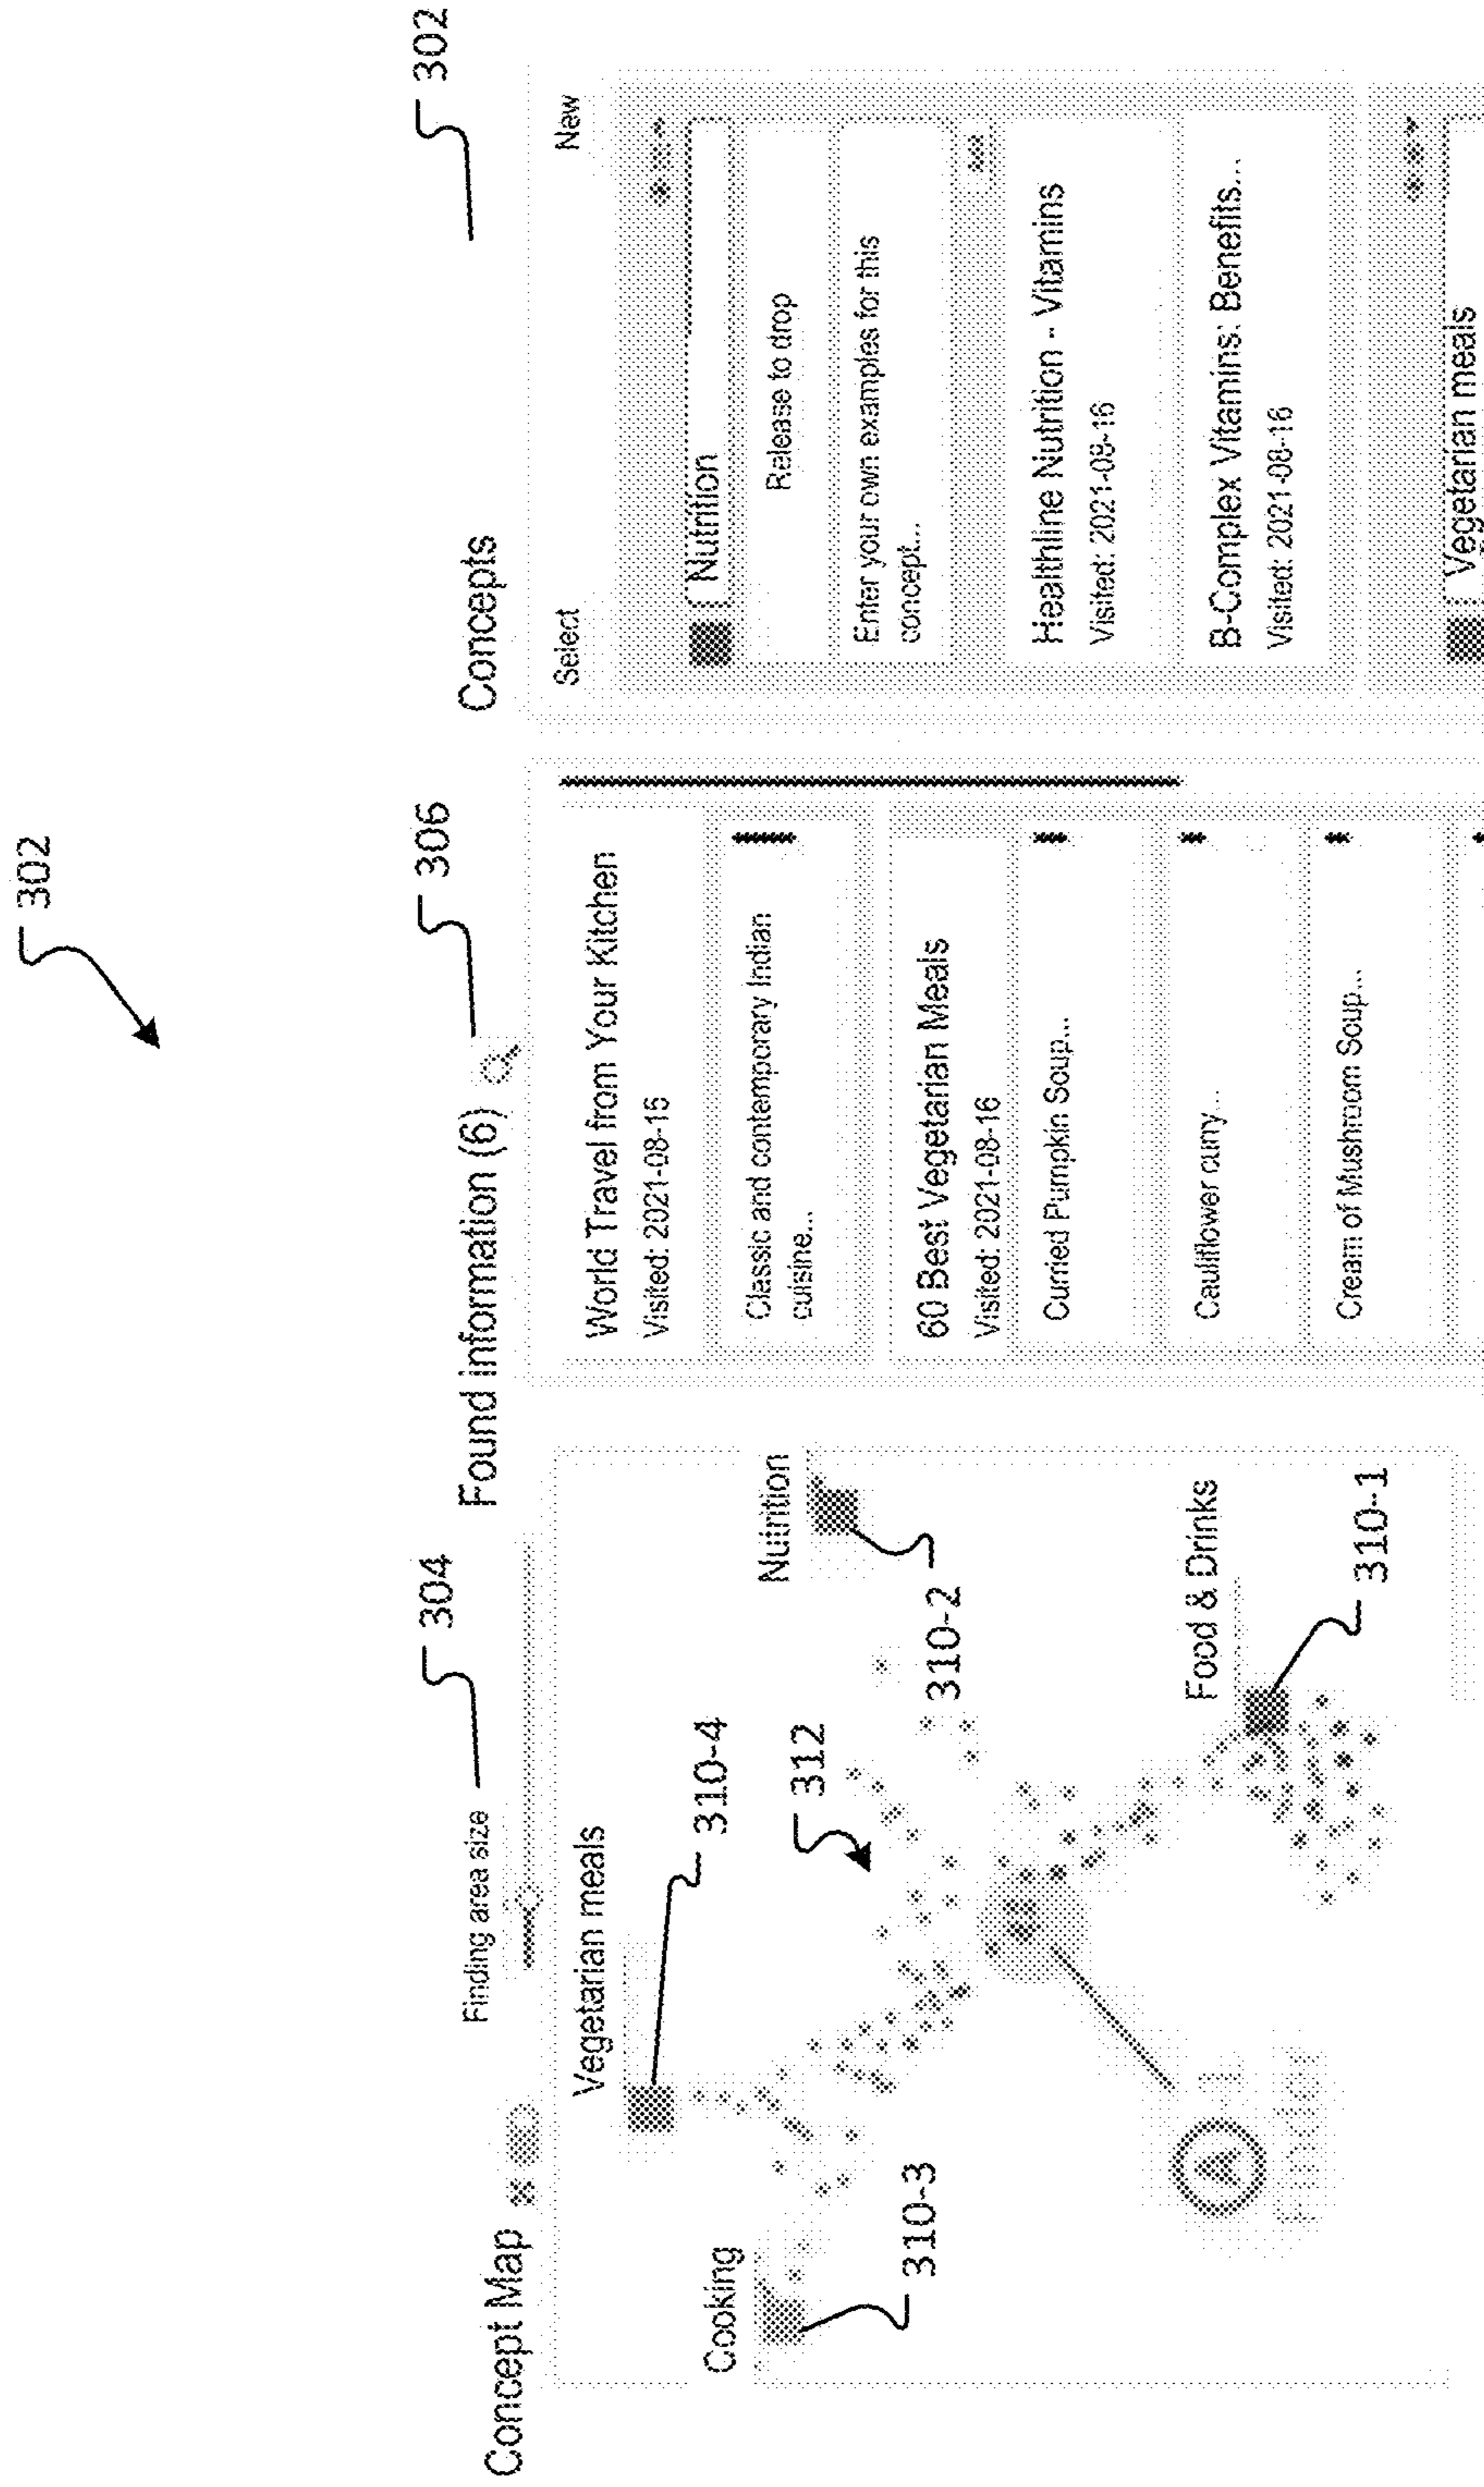 302
304
306
302
Concept Map
Finding area size
Found information (6)
Concepts
Vegetarian meals
310-4
Cooking
310-3
Nutrition
310-2
312
Food & Drinks
310-1
A
World Travel from Your Kitchen
Visited: 2021-08-16
Classic and contemporary Indian
cuisine...
60 Best Vegetarian Meals
Visited: 2021-08-16
Curried Pumpkin Soup...
Cauliflower curry...
Cream of Mushroom Soup...
Select
New
Nutrition
Release to drop
Enter your own examples for this
concept...
Healthline Nutrition - Vitamins
Visited: 2021-08-16
B-Complex Vitamins: Benefits...
Visited: 2021-08-16
Vegetarian meals